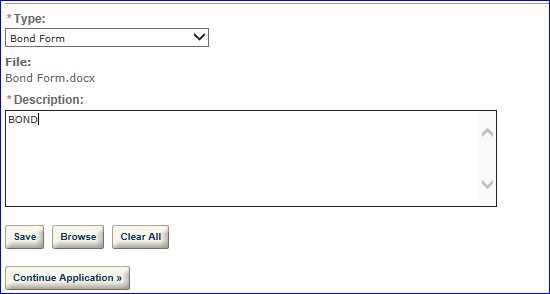 *Type:
Bond Form
File:
Bond Form.docx
*Description:
BOND
Save Browse Clear All
Continue Application »